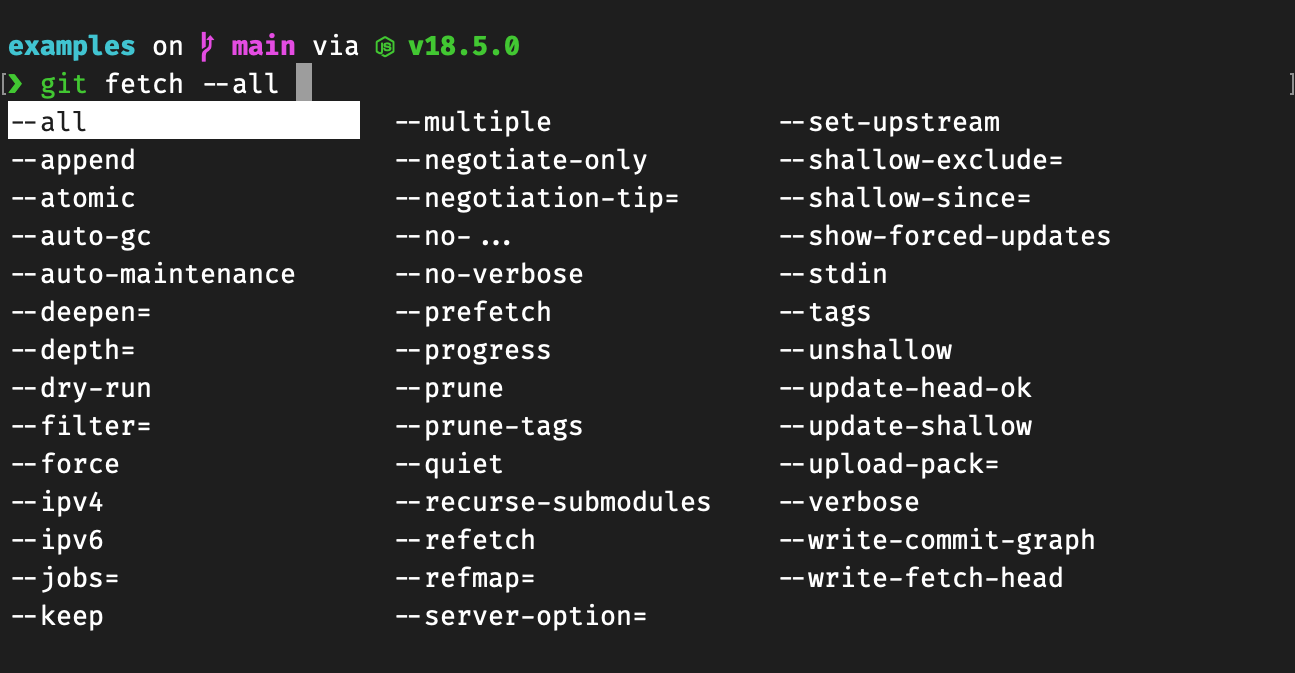 examples on main via v18.5.0
[❯ git fetch --all ]
--all --multiple --set-upstream
--append --negotiate-only --shallow-exclude=
--atomic --negotiation-tip= --shallow-since=
--auto-gc --no-... --show-forced-updates
--auto-maintenance --no-verbose --stdin
--deepen= --prefetch --tags
--depth= --progress --unshallow
--dry-run --prune --update-head-ok
--filter= --prune-tags --update-shallow
--force --quiet --upload-pack=
--ipv4 --recurse-submodules --verbose
--ipv6 --refetch --write-commit-graph
--jobs= --refmap= --write-fetch-head
--keep --server-option=